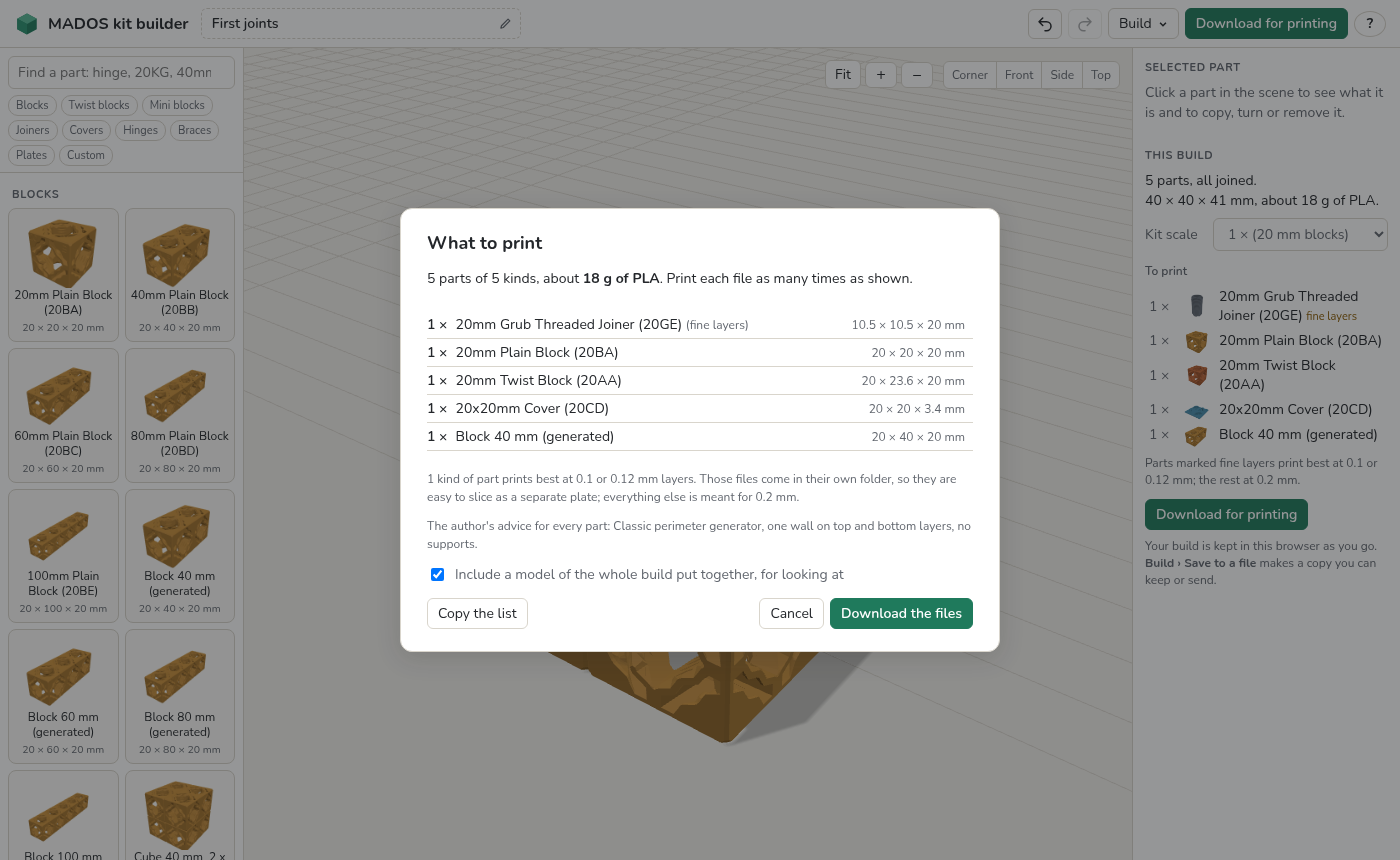 MADOS kit builder
First joints
Build
Download for printing
?
Find a part: hinge, 20KG, 40mm
Blocks
Twist blocks
Mini blocks
Joiners
Covers
Hinges
Braces
Plates
Custom
BLOCKS
20mm Plain Block
(20BA)
20 × 20 × 20 mm
40mm Plain Block
(20BB)
20 × 40 × 20 mm
60mm Plain Block
(20BC)
20 × 60 × 20 mm
80mm Plain Block
(20BD)
20 × 80 × 20 mm
100mm Plain
Block (20BE)
20 × 100 × 20 mm
Block 40 mm
(generated)
20 × 40 × 20 mm
Block 60 mm
(generated)
20 × 60 × 20 mm
Block 80 mm
(generated)
20 × 80 × 20 mm
Block 100 mm
Cube 40 mm, 2 x
Fit
+
–
Corner
Front
Side
Top
What to print
5 parts of 5 kinds, about 18 g of PLA. Print each file as many times as shown.
1 × 20mm Grub Threaded Joiner (20GE) (fine layers) 10.5 × 10.5 × 20 mm
1 × 20mm Plain Block (20BA) 20 × 20 × 20 mm
1 × 20mm Twist Block (20AA) 20 × 23.6 × 20 mm
1 × 20x20mm Cover (20CD) 20 × 20 × 3.4 mm
1 × Block 40 mm (generated) 20 × 40 × 20 mm
1 kind of part prints best at 0.1 or 0.12 mm layers. Those files come in their own folder, so they are
easy to slice as a separate plate; everything else is meant for 0.2 mm.
The author's advice for every part: Classic perimeter generator, one wall on top and bottom layers, no
supports.
Include a model of the whole build put together, for looking at
Copy the list
Cancel
Download the files
SELECTED PART
Click a part in the scene to see what it
is and to copy, turn or remove it.
THIS BUILD
5 parts, all joined.
40 × 40 × 41 mm, about 18 g of PLA.
Kit scale
1 × (20 mm blocks)
To print
1 × 20mm Grub Threaded
Joiner (20GE) fine layers
1 × 20mm Plain Block (20BA)
1 × 20mm Twist Block
(20AA)
1 × 20x20mm Cover (20CD)
1 × Block 40 mm (generated)
Parts marked fine layers print best at 0.1 or
0.12 mm; the rest at 0.2 mm.
Download for printing
Your build is kept in this browser as you go.
Build › Save to a file makes a copy you can
keep or send.